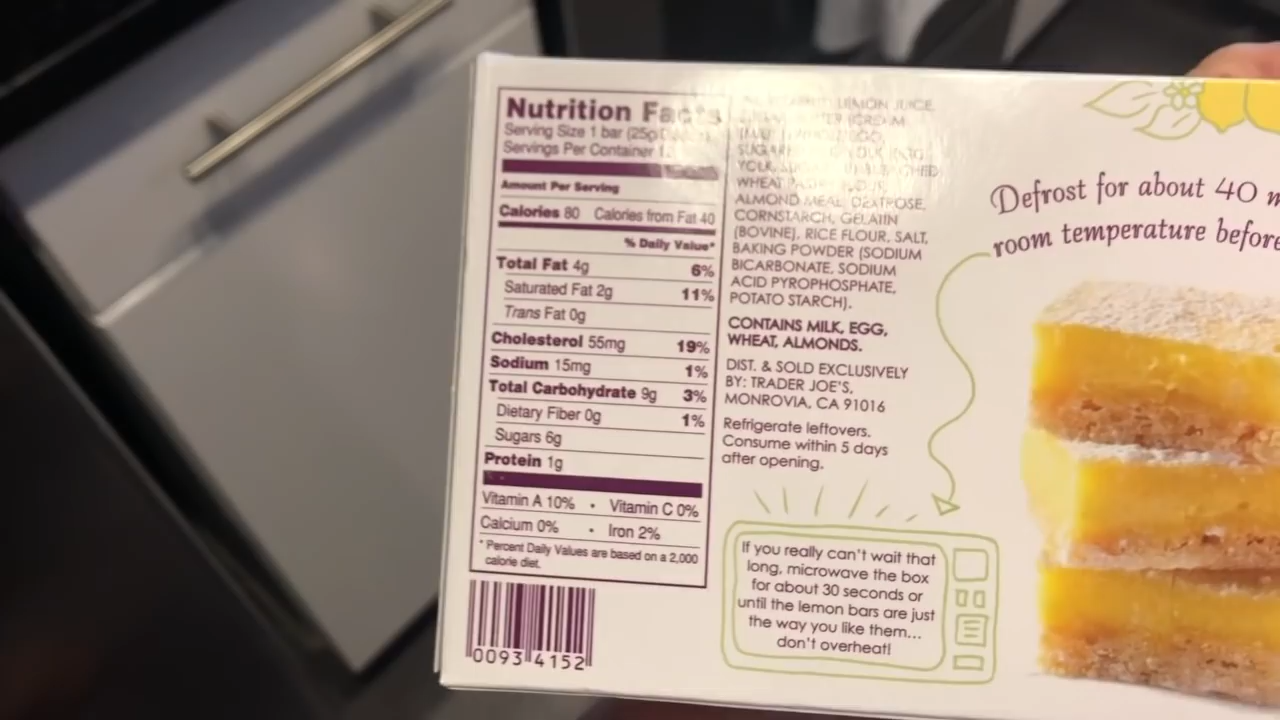 Nutrition Facts
Serving Size 1 bar (25g
Servings Per Container
Amount Per Serving
Calories 80 Calories from Fat 40
% Daily Value*
Total Fat 4g 6%
Saturated Fat 2g 11%
Trans Fat 0g
Cholesterol 55mg 19%
Sodium 15mg 1%
Total Carbohydrate 9g 3%
Dietary Fiber 0g 1%
Sugars 6g
Protein 1g
Vitamin A 10% • Vitamin C 0%
Calcium 0% • Iron 2%
* Percent Daily Values are based on a 2,000
calorie diet.
0093 4152
LEMON JUICE,
(CREAM
WHEAT
ALMOND MEAL, DEXTROSE,
CORNSTARCH, GELATIN
(BOVINE), RICE FLOUR, SALT,
BAKING POWDER (SODIUM
BICARBONATE, SODIUM
ACID PYROPHOSPHATE,
POTATO STARCH).
CONTAINS MILK, EGG,
WHEAT, ALMONDS.
DIST. & SOLD EXCLUSIVELY
BY: TRADER JOE'S,
MONROVIA, CA 91016
Refrigerate leftovers.
Consume within 5 days
after opening.
If you really can't wait that
long, microwave the box
for about 30 seconds or
until the lemon bars are just
the way you like them...
don't overheat!
Defrost for about 40 m
room temperature before